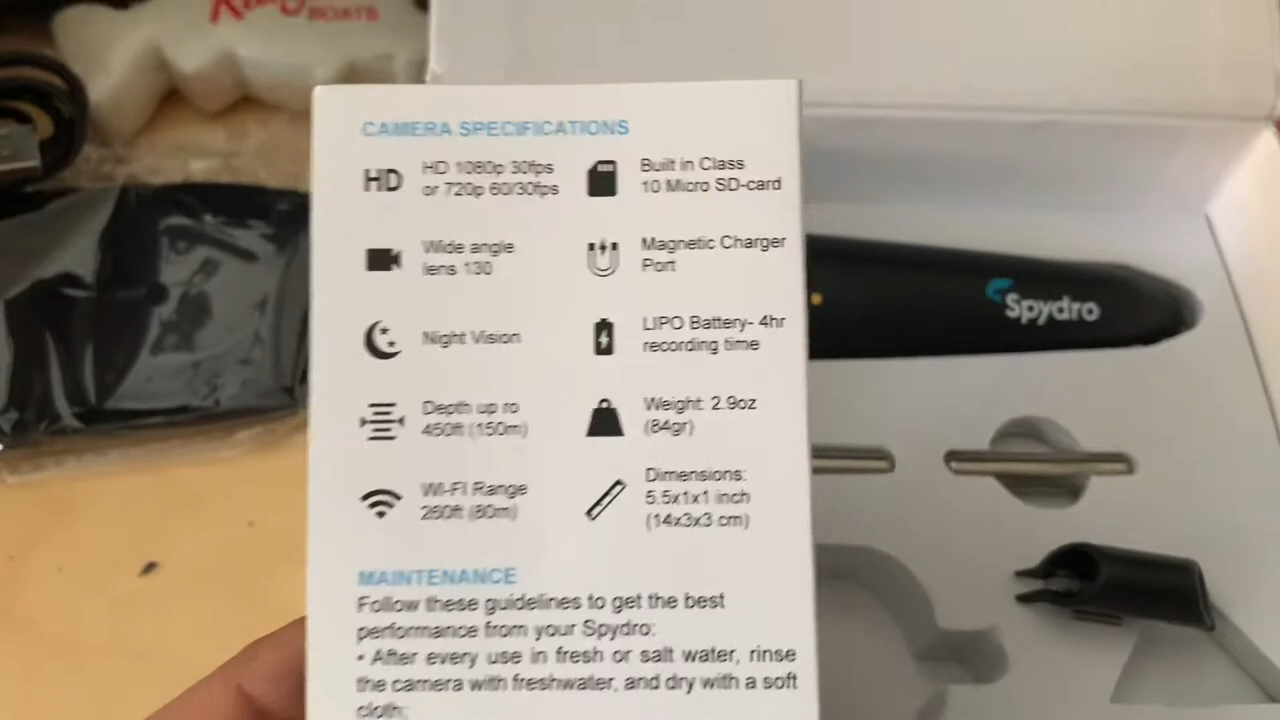 BOATS
CAMERA SPECIFICATIONS
HD
HD 1080p 30fps
or 720p 60/30fps
Built in Class
10 Micro SD-card
Wide angle
lens 130
Magnetic Charger
Port
Night Vision
LIPO Battery- 4hr
recording time
Depth up ro
450ft (150m)
Weight: 2.9oz
(84gr)
WI-FI Range
260ft (80m)
Dimensions:
5.5x1x1 inch
(14x3x3 cm)
MAINTENANCE
Follow these guidelines to get the best
performance from your Spydro:
• After every use in fresh or salt water, rinse
the camera with freshwater, and dry with a soft
cloth;
Spydro